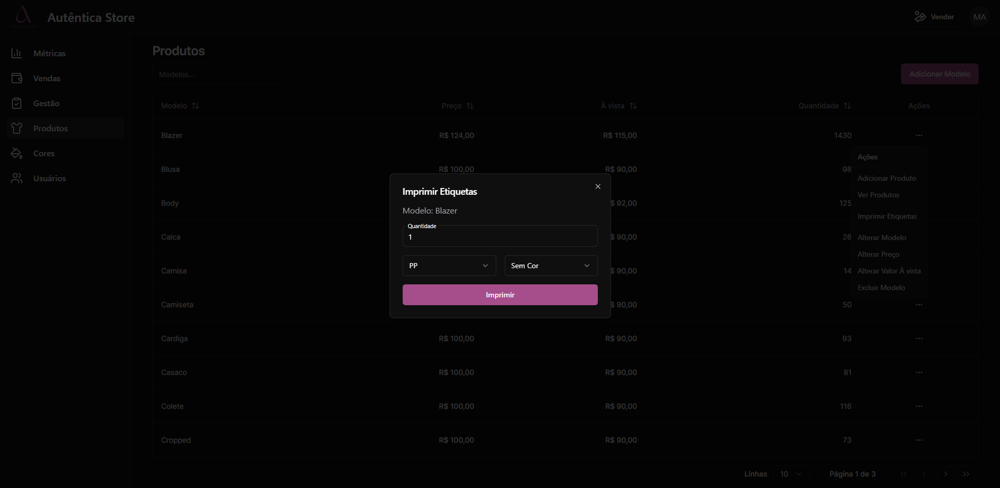 Autêntica Store
Vender
MA
Métricas
Vendas
Gestão
Produtos
Cores
Usuários
Produtos
Modelos...
Adicionar Modelo
Modelo Preço À vista Quantidade Ações
Blazer R$ 124,00 R$ 115,00 1430 ...
Blusa R$ 100,00 R$ 90,00 98
Body $ 92,00 125
Calca $ 90,00 26
Camisa $ 90,00 14
Camiseta $ 90,00 50 ...
Cardiga R$ 100,00 R$ 90,00 93 ...
Casaco R$ 100,00 R$ 90,00 81 ...
Colete R$ 100,00 R$ 90,00 116 ...
Cropped R$ 100,00 R$ 90,00 73 ...
Ações
Adicionar Produto
Ver Produtos
Imprimir Etiquetas
Alterar Modelo
Alterar Preço
Alterar Valor À vista
Excluir Modelo
Imprimir Etiquetas
Modelo: Blazer
Quantidade
1
PP
Sem Cor
Imprimir
Linhas 10 Página 1 de 3